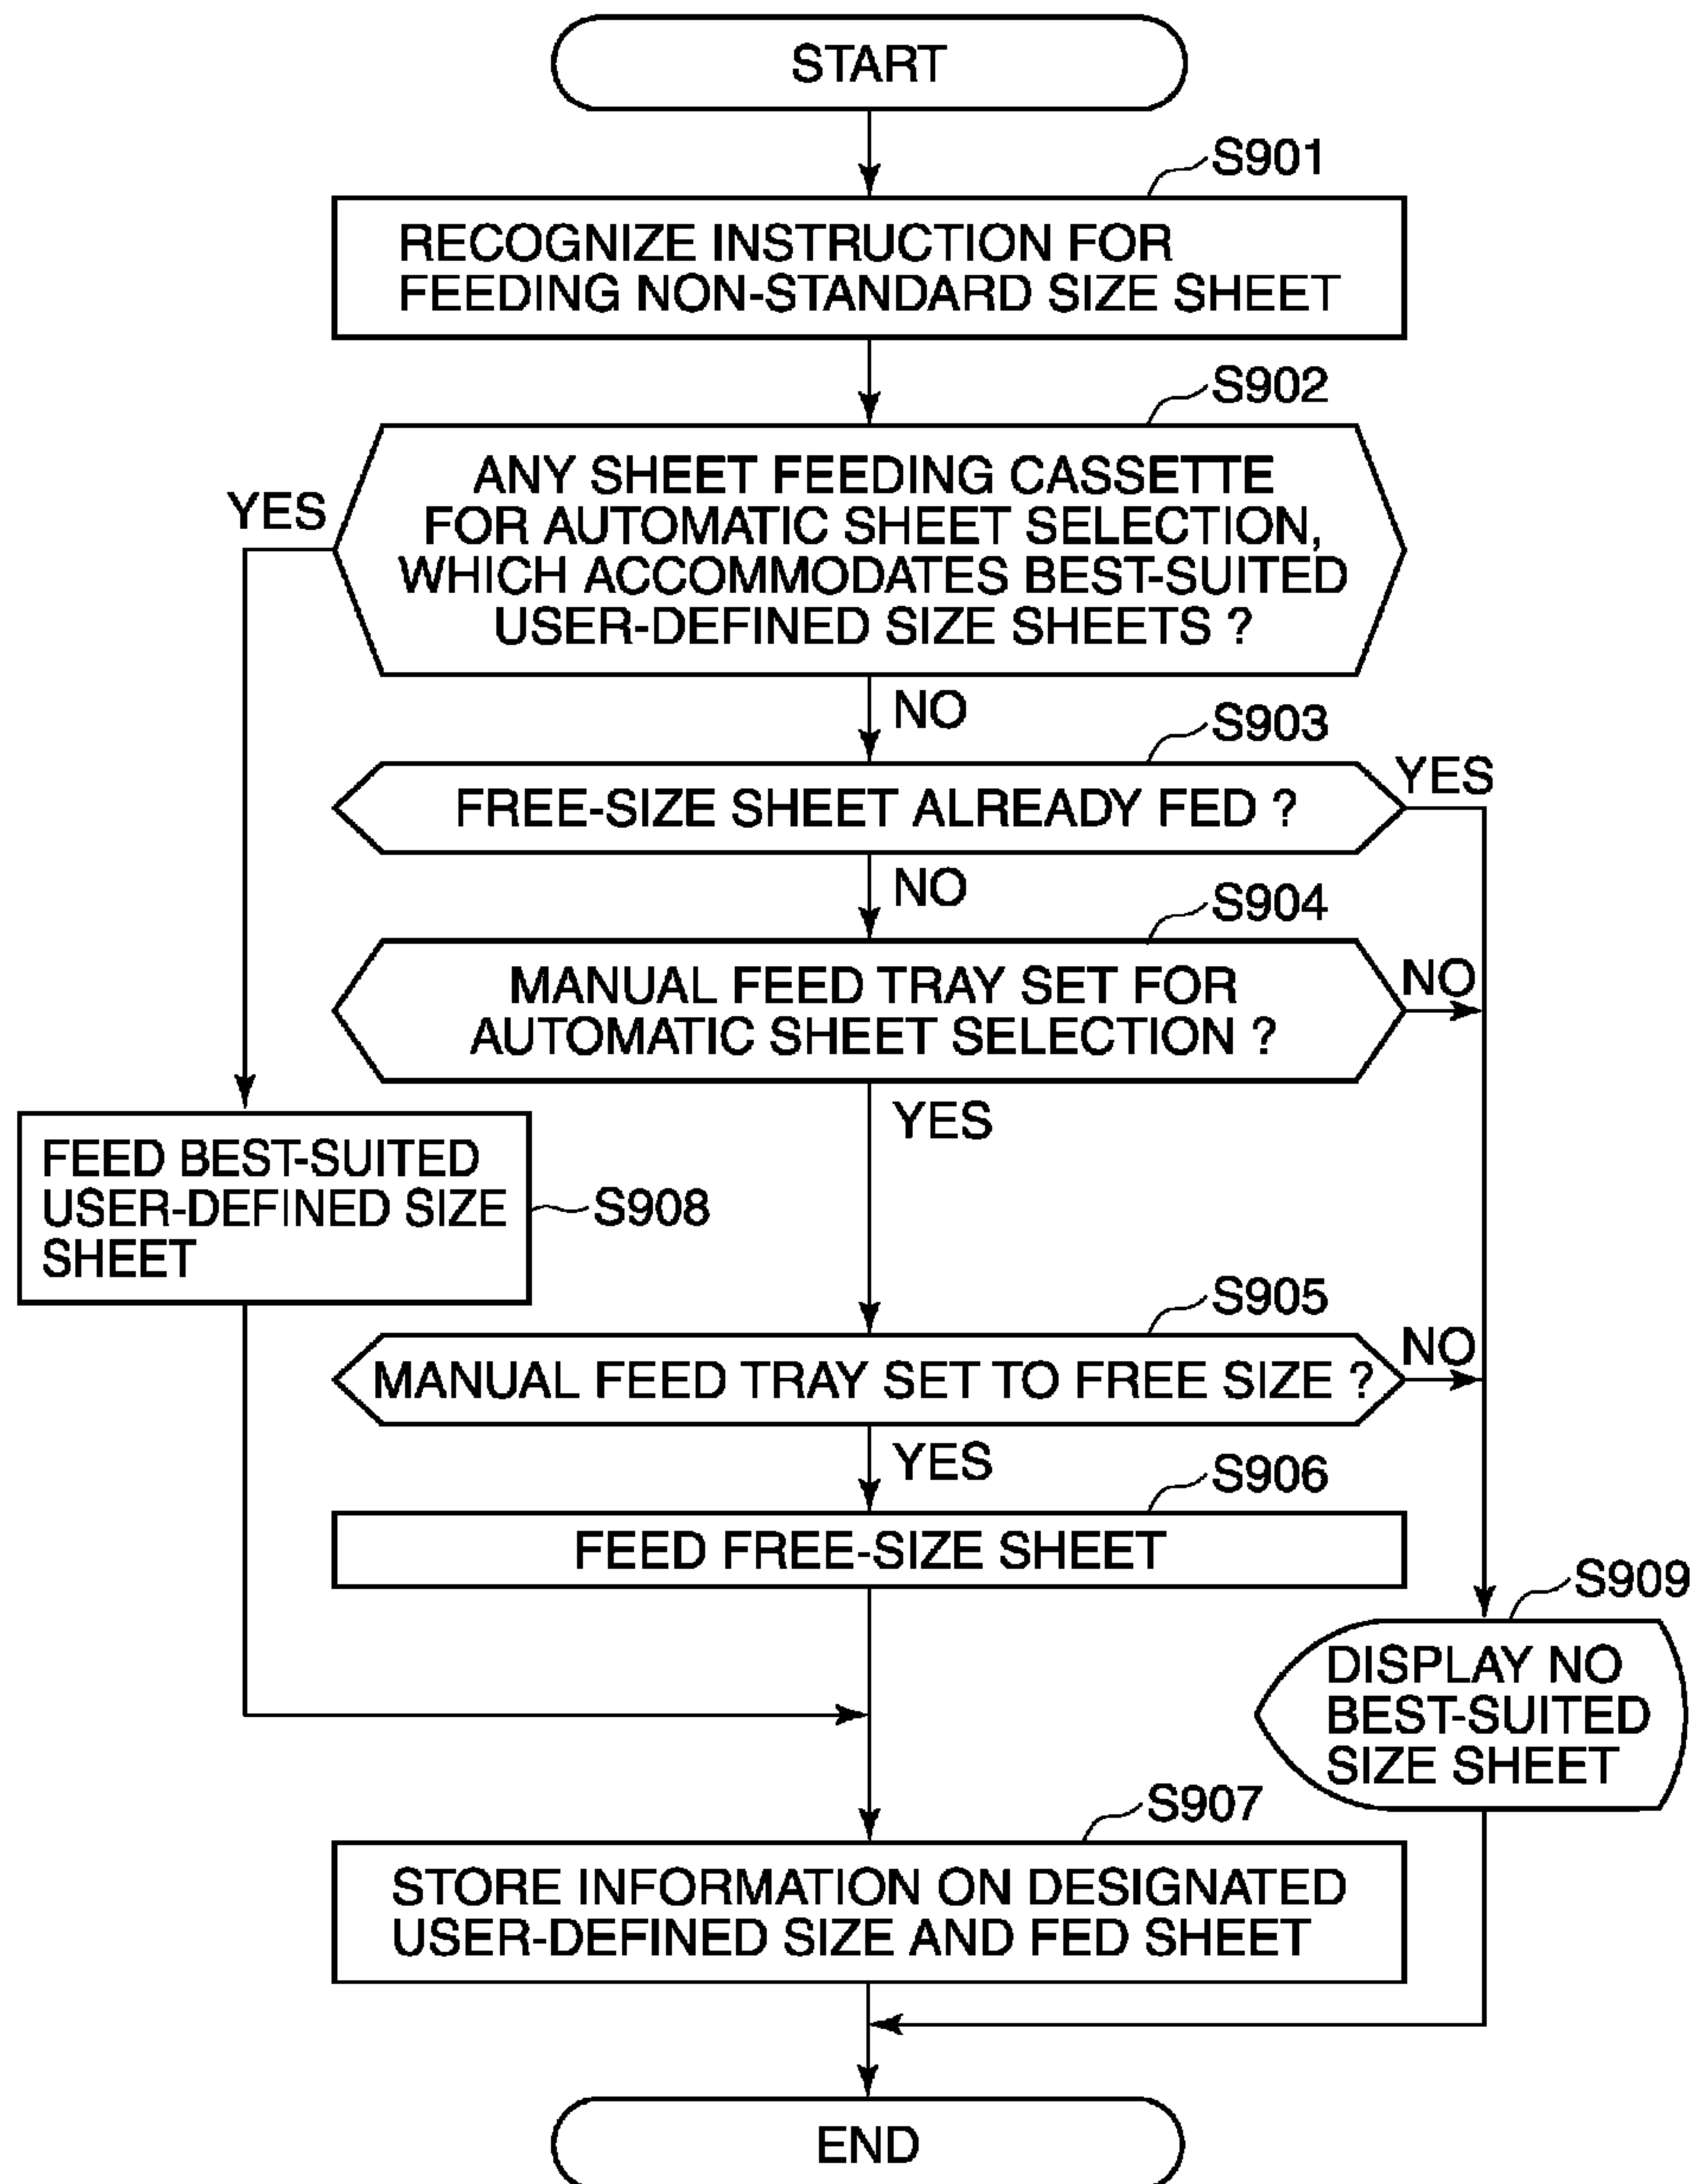 START
S901
RECOGNIZE INSTRUCTION FOR
FEEDING NON-STANDARD SIZE SHEET
S902
ANY SHEET FEEDING CASSETTE
FOR AUTOMATIC SHEET SELECTION,
WHICH ACCOMMODATES BEST-SUITED
USER-DEFINED SIZE SHEETS ?
YES
NO
S903
FREE-SIZE SHEET ALREADY FED ?
YES
NO
S904
MANUAL FEED TRAY SET FOR
AUTOMATIC SHEET SELECTION ?
NO
YES
FEED BEST-SUITED
USER-DEFINED SIZE
SHEET
S908
S905
MANUAL FEED TRAY SET TO FREE SIZE ?
NO
YES
S906
FEED FREE-SIZE SHEET
S909
DISPLAY NO
BEST-SUITED
SIZE SHEET
S907
STORE INFORMATION ON DESIGNATED
USER-DEFINED SIZE AND FED SHEET
END